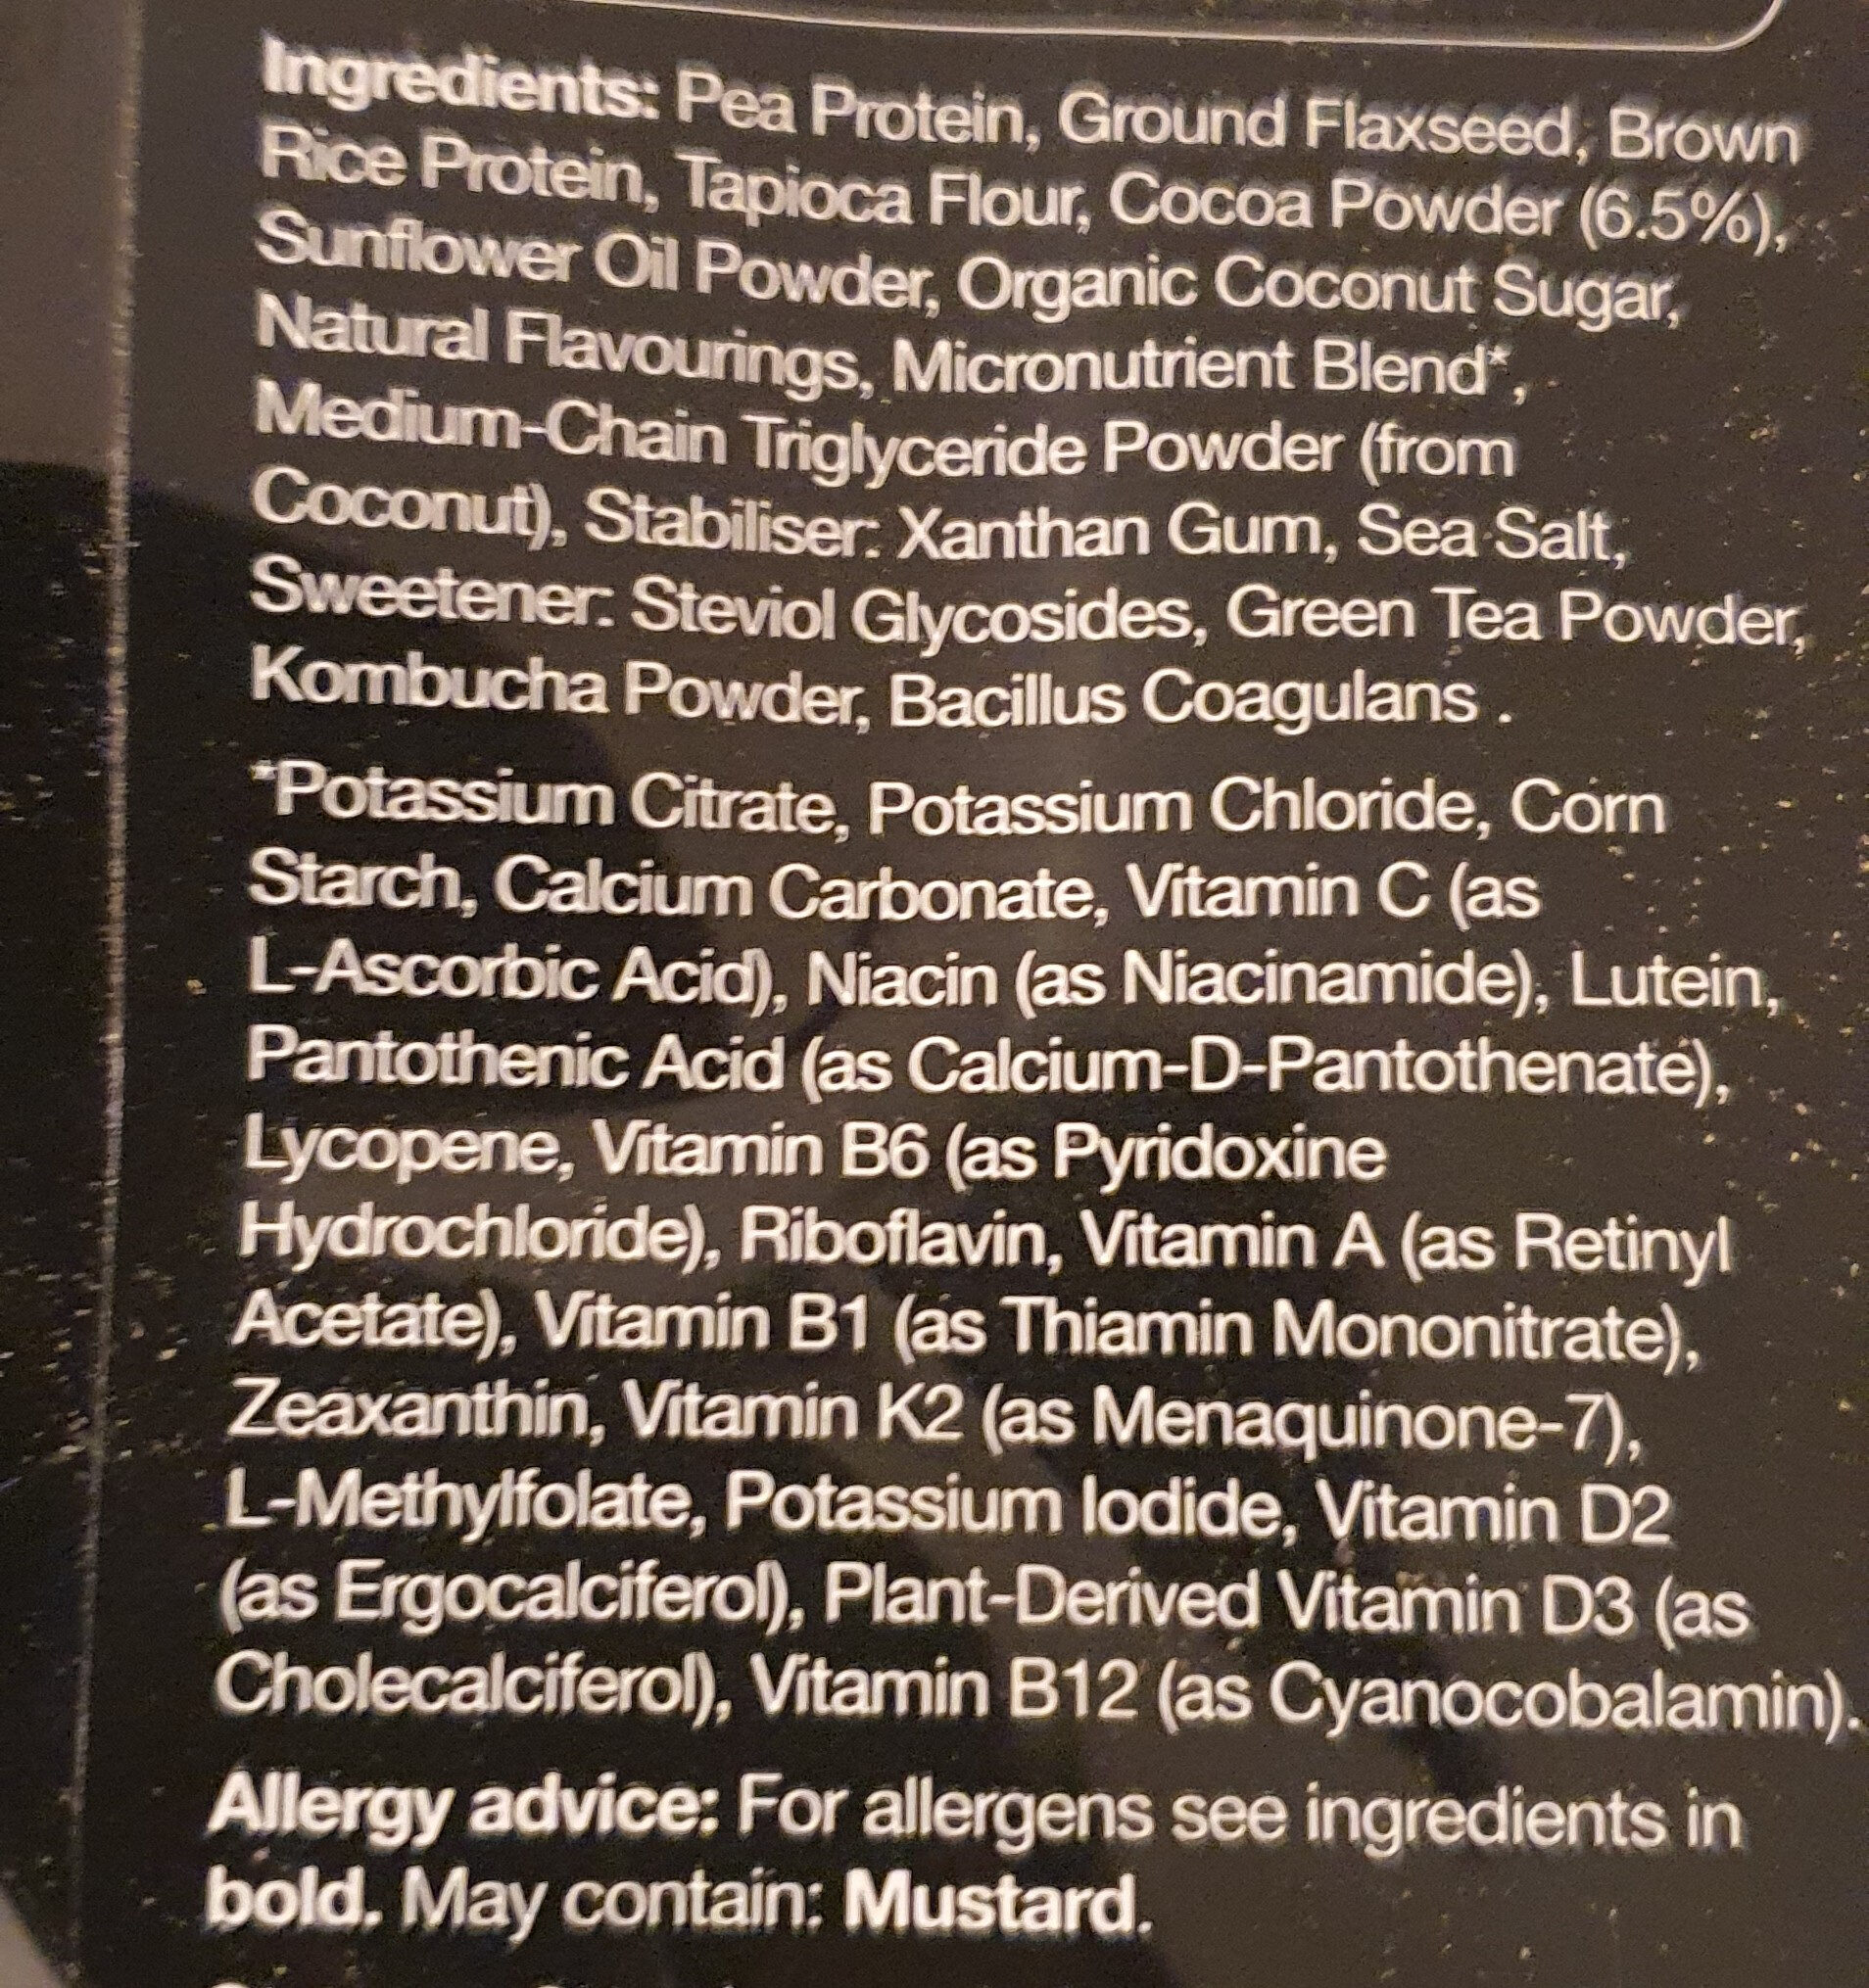 Ingredients: Pea Protein, Ground Flaxseed, Brown
Rice Protein, Tapioca Flour, Cocoa Powder (6.5%),
Sunflower Oil Powder, Organic Coconut Sugar,
Natural Flavourings, Micronutrient Blend*,
Medium-Chain Triglyceride Powder (from
Coconut), Stabiliser: Xanthan Gum, Sea Salt,
Sweetener: Steviol Glycosides, Green Tea Powder,
Kombucha Powder, Bacillus Coagulans .
*Potassium Citrate, Potassium Chloride, Corn
Starch, Calcium Carbonate, Vitamin C (as
L-Ascorbic Acid), Niacin (as Niacinamide), Lutein,
Pantothenic Acid (as Calcium-D-Pantothenate),
Lycopene, Vitamin B6 (as Pyridoxine
Hydrochloride), Riboflavin, Vitamin A (as Retinyl
Acetate), Vitamin B1 (as Thiamin Mononitrate),
Zeaxanthin, Vitamin K2 (as Menaquinone-7),
L-Methylfolate, Potassium Iodide, Vitamin D2
(as Ergocalciferol), Plant-Derived Vitamin D3 (as
Cholecalciferol), Vitamin B12 (as Cyanocobalamin).
Allergy advice: For allergens see ingredients in
bold. May contain: Mustard.